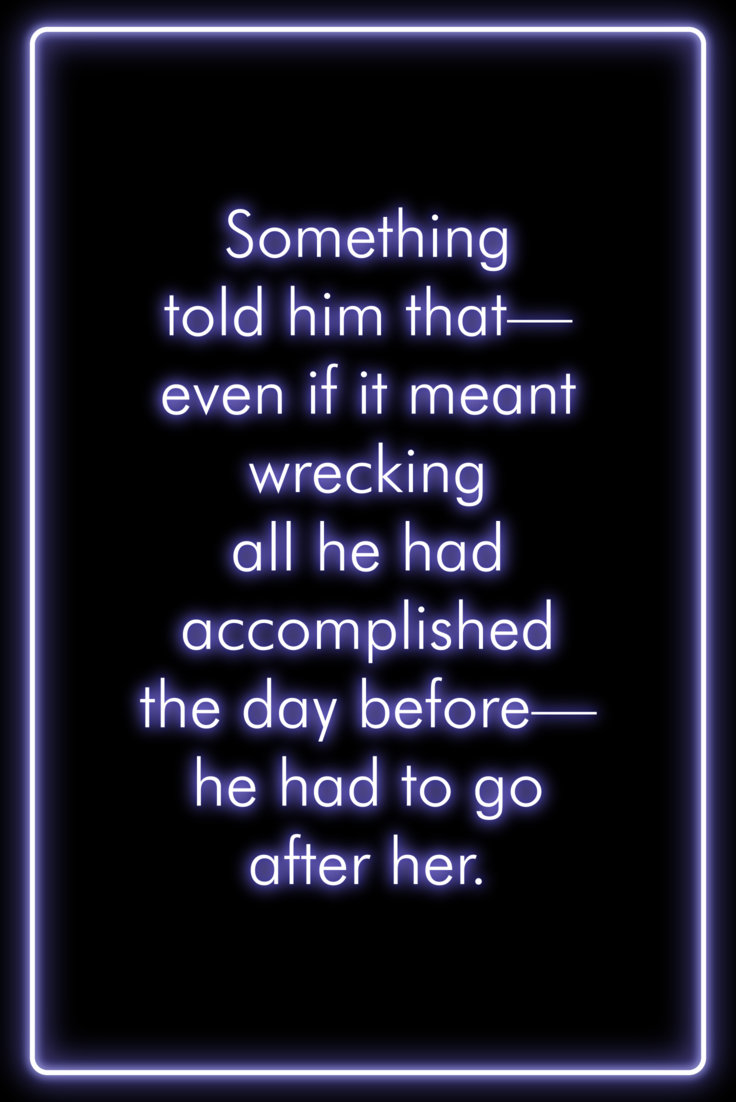 Something
told him that—
even if it meant
wrecking
all he had
accomplished
the day before—
he had to go
after her.